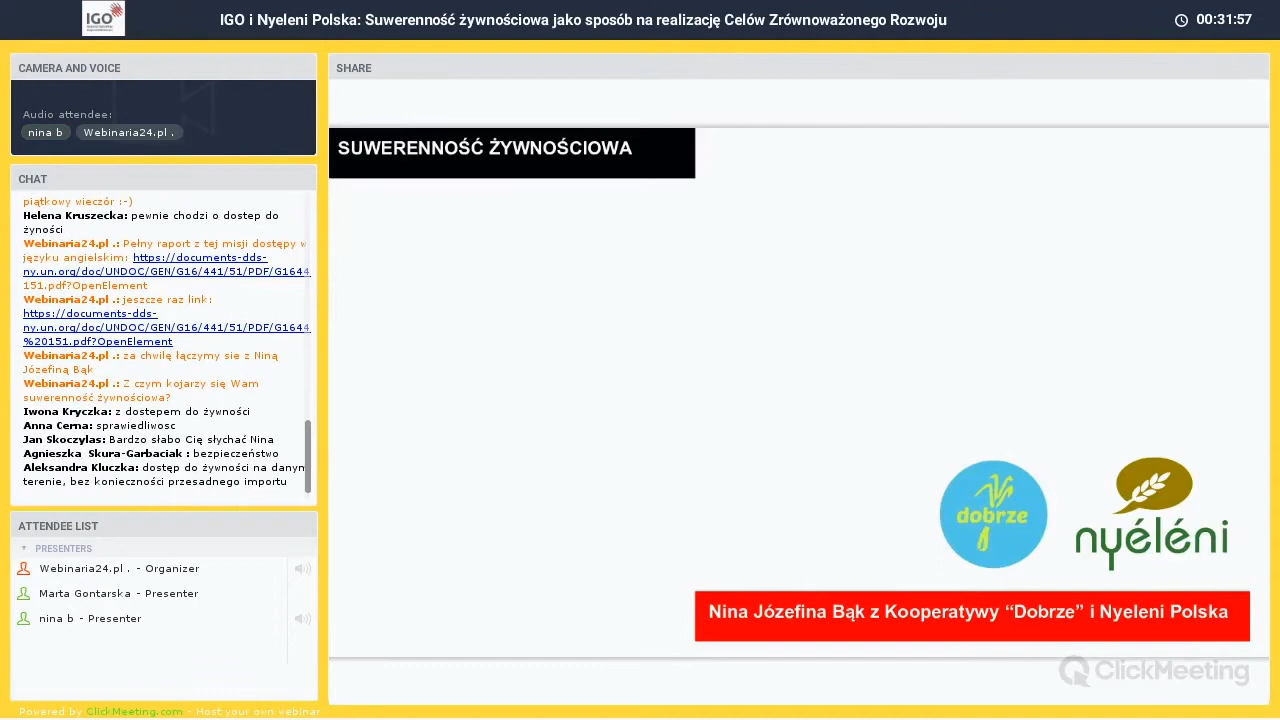 IGO
IGO i Nyeleni Polska: Suwerenność żywnościowa jako sposób na realizację Celów Zrównoważonego Rozwoju
00:31:57
CAMERA AND VOICE
Audio attendee:
nina b
Webinaria24.pl .
CHAT
piątkowy wieczór :-)
Helena Kruszecka: pewnie chodzi o dostep do
żyności
Webinaria24.pl .: Pełny raport z tej misji dostępy w
języku angielskim: https://documents-dds-
ny.un.org/doc/UNDOC/GEN/G16/441/51/PDF/G1644
151.pdf?OpenElement
Webinaria24.pl .: jeszcze raz link:
https://documents-dds-
ny.un.org/doc/UNDOC/GEN/G16/441/51/PDF/G1644
%20151.pdf?OpenElement
Webinaria24.pl .: za chwilę łączymy sie z Niną
Józefiną Bąk
Webinaria24.pl .: Z czym kojarzy się Wam
suwerenność żywnościowa?
Iwona Kryczka: z dostepem do żywności
Anna Cerna: sprawiedliwosc
Jan Skoczylas: Bardzo słabo Cię słychać Nina
Agnieszka Skura-Garbaciak : bezpieczeństwo
Aleksandra Kluczka: dostęp do żywności na danym
terenie, bez konieczności przesadnego importu
ATTENDEE LIST
PRESENTERS
Webinaria24.pl . - Organizer
Marta Gontarska - Presenter
nina b - Presenter
Powered by ClickMeeting.com - Host your own webinar
SHARE
SUWERENNOŚĆ ŻYWNOŚCIOWA
dobrze
nyéléni
Nina Józefina Bąk z Kooperatywy “Dobrze” i Nyeleni Polska
ClickMeeting